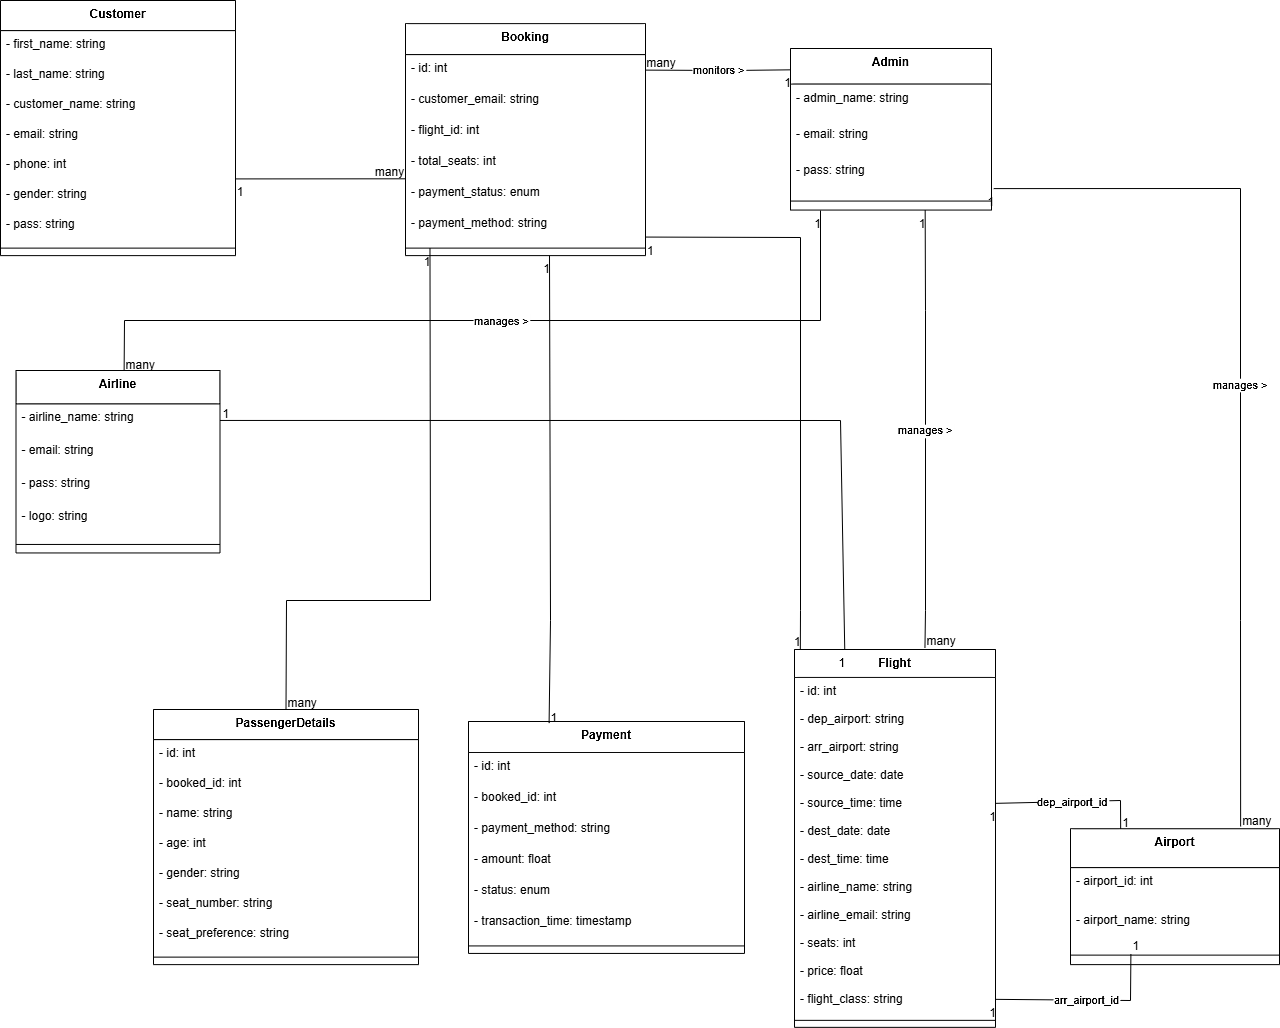 Customer
- first_name: string
- last_name: string
- customer_name: string
- email: string
- phone: int
- gender: string
- pass: string
1
many
Booking
- id: int
- customer_email: string
- flight_id: int
- total_seats: int
- payment_status: enum
- payment_method: string
many
monitors >
1
Admin
- admin_name: string
- email: string
- pass: string
1
1
1
1
1
1
manages >
many
manages >
manages >
Airline
- airline_name: string
- email: string
- pass: string
- logo: string
1
many
PassengerDetails
- id: int
- booked_id: int
- name: string
- age: int
- gender: string
- seat_number: string
- seat_preference: string
1
Payment
- id: int
- booked_id: int
- payment_method: string
- amount: float
- status: enum
- transaction_time: timestamp
1
many
1
Flight
- id: int
- dep_airport: string
- arr_airport: string
- source_date: date
- source_time: time
- dest_date: date
- dest_time: time
- airline_name: string
- airline_email: string
- seats: int
- price: float
- flight_class: string
dep_airport_id
1
1
many
Airport
- airport_id: int
- airport_name: string
1
arr_airport_id
1